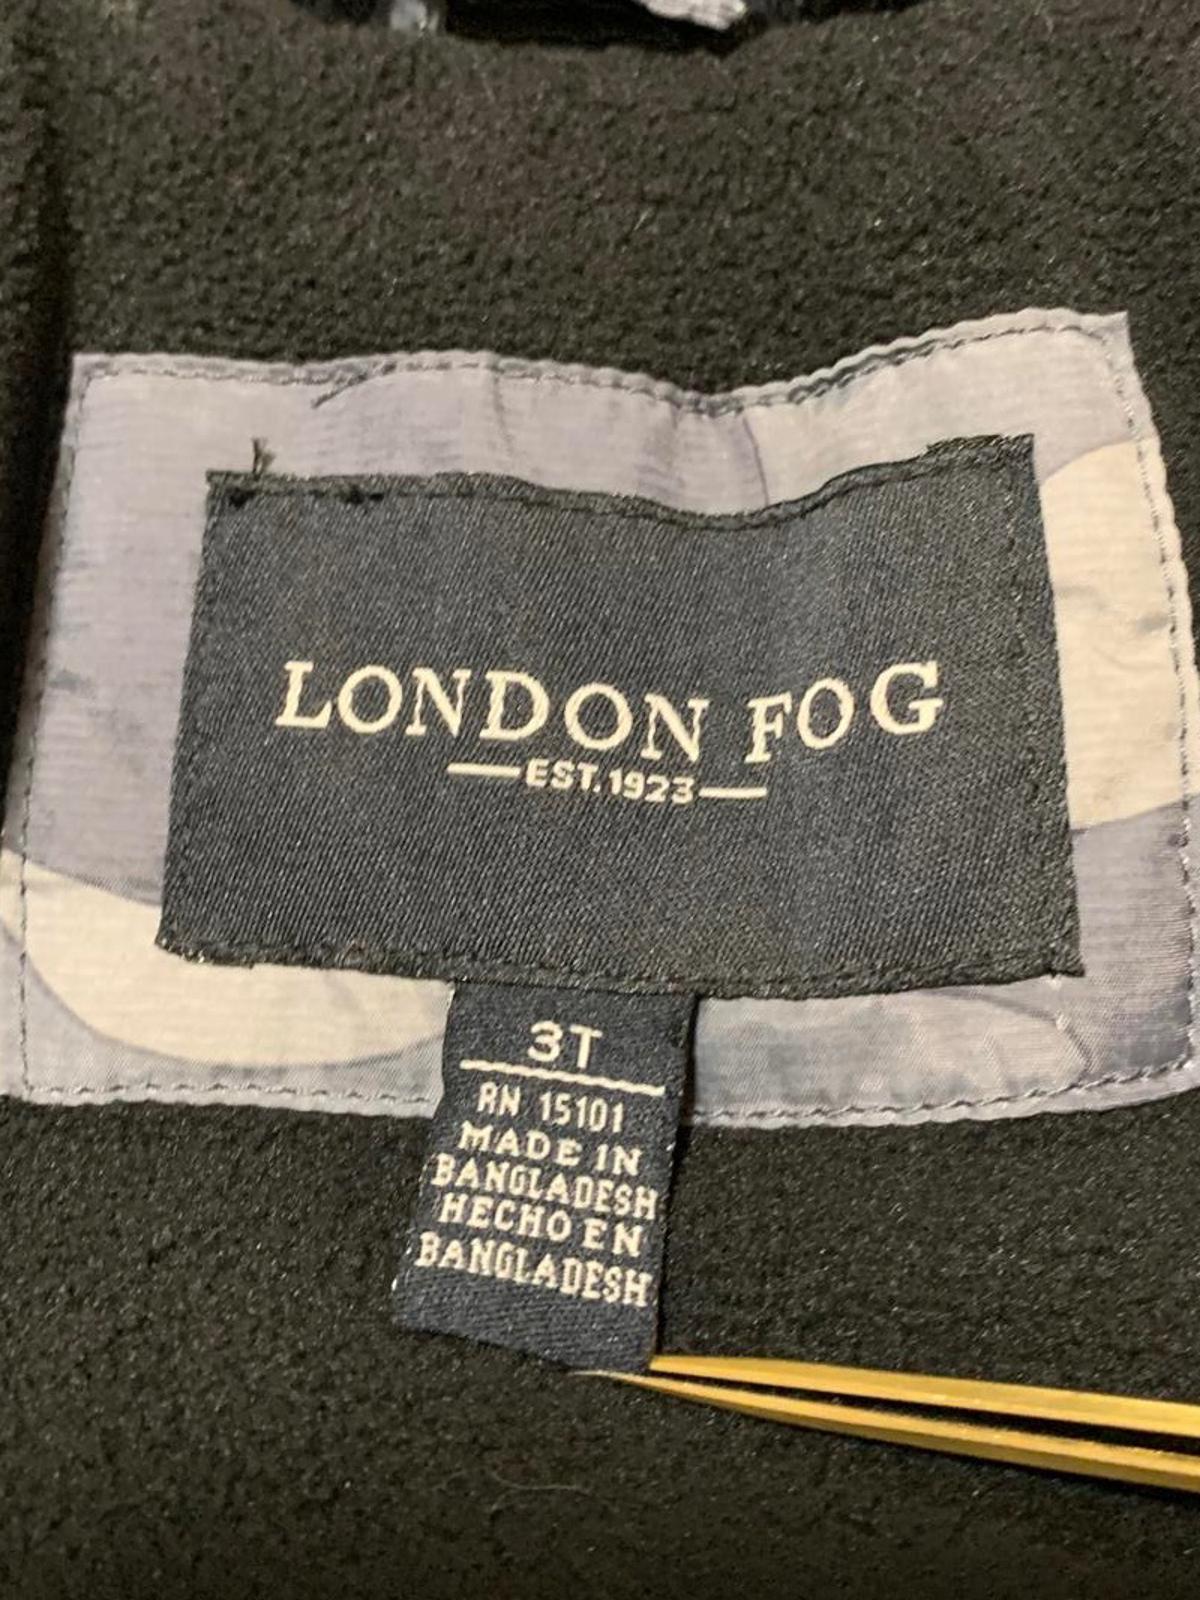 LONDON FOG
EST. 1923
3T
RN 15101
MADE IN
BANGLADESH
HECHO EN
BANGLADESH